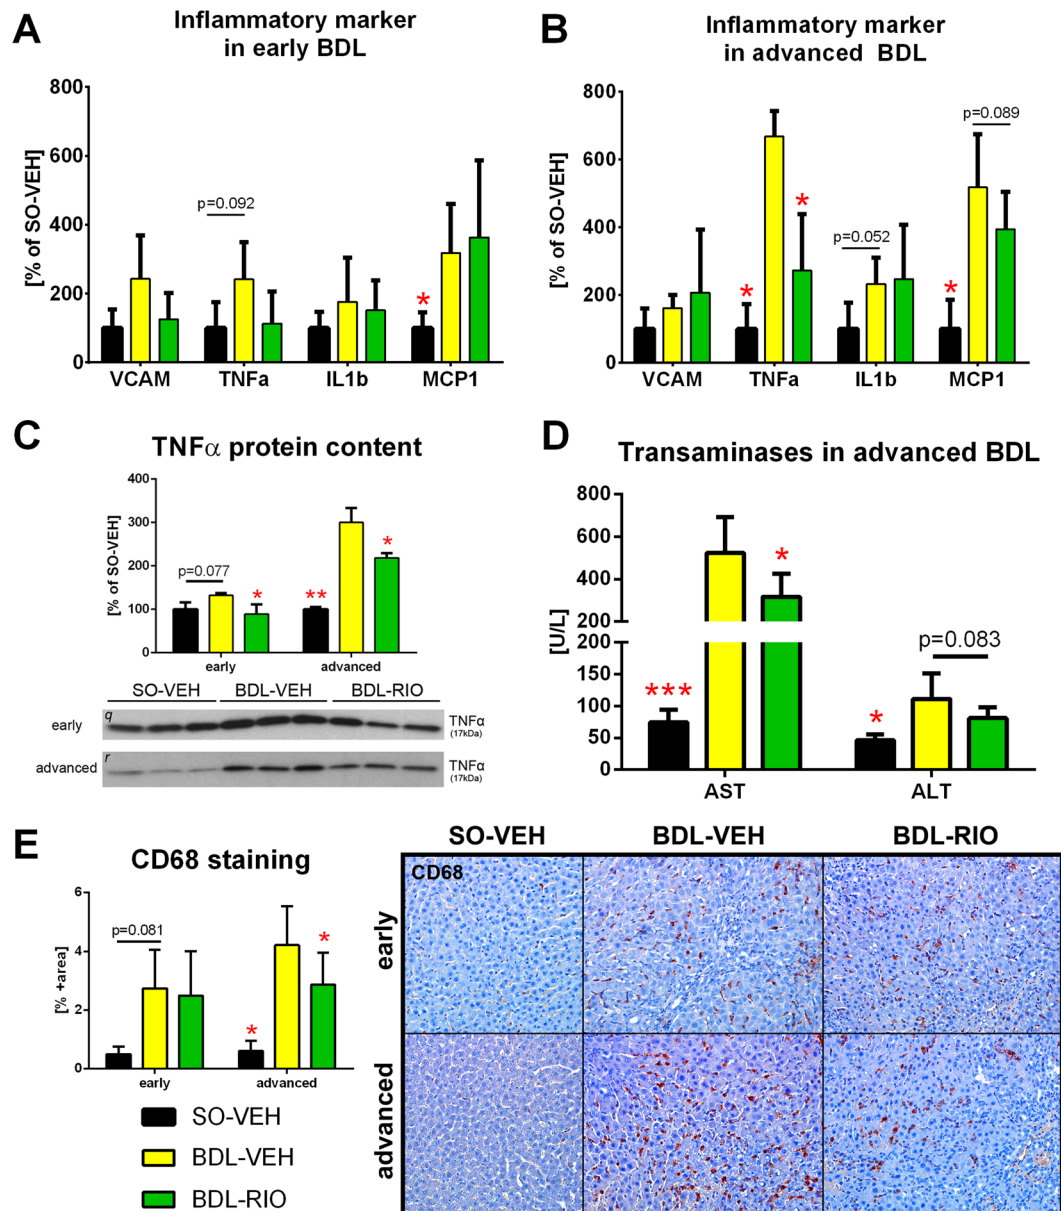 A
Inflammatory marker
in early BDL
[% of SO-VEH]
800
600
400
200
0
p=0.092
*
VCAM
TNFa
IL1b
MCP1
B
Inflammatory marker
in advanced BDL
[% of SO-VEH]
800
600
400
200
0
*
*
p=0.052
*
p=0.089
VCAM
TNFa
IL1b
MCP1
C
TNFα protein content
[% of SO-VEH]
400
300
200
100
0
p=0.077
*
**
*
early
advanced
SO-VEH
BDL-VEH
BDL-RIO
early
q
TNFα
(17kDa)
advanced
r
TNFα
(17kDa)
D
Transaminases in advanced BDL
[U/L]
800
600
400
200
200
150
100
50
0
***
*
*
p=0.083
AST
ALT
E
CD68 staining
[% +area]
6
4
2
0
p=0.081
*
*
early
advanced
SO-VEH
BDL-VEH
BDL-RIO
SO-VEH
BDL-VEH
BDL-RIO
CD68
early
advanced